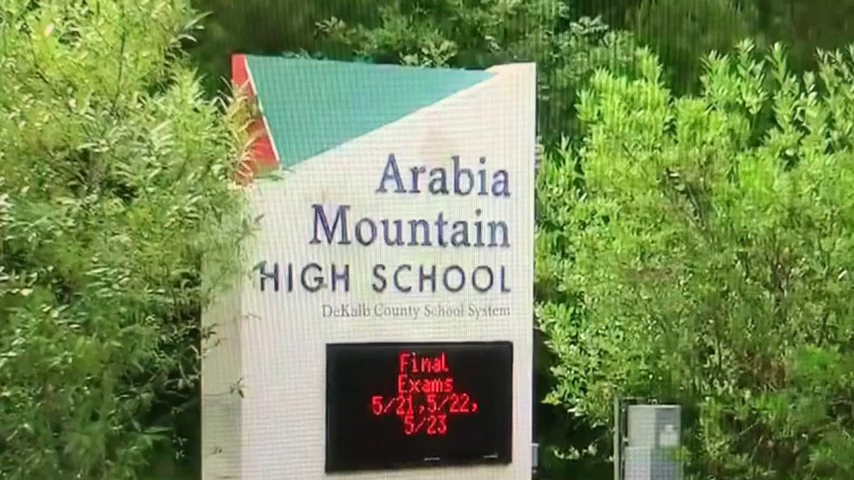 Arabia
Mountain
HIGH SCHOOL
DeKalb County School System
Final
Exams
5/21,5/22,
5/23